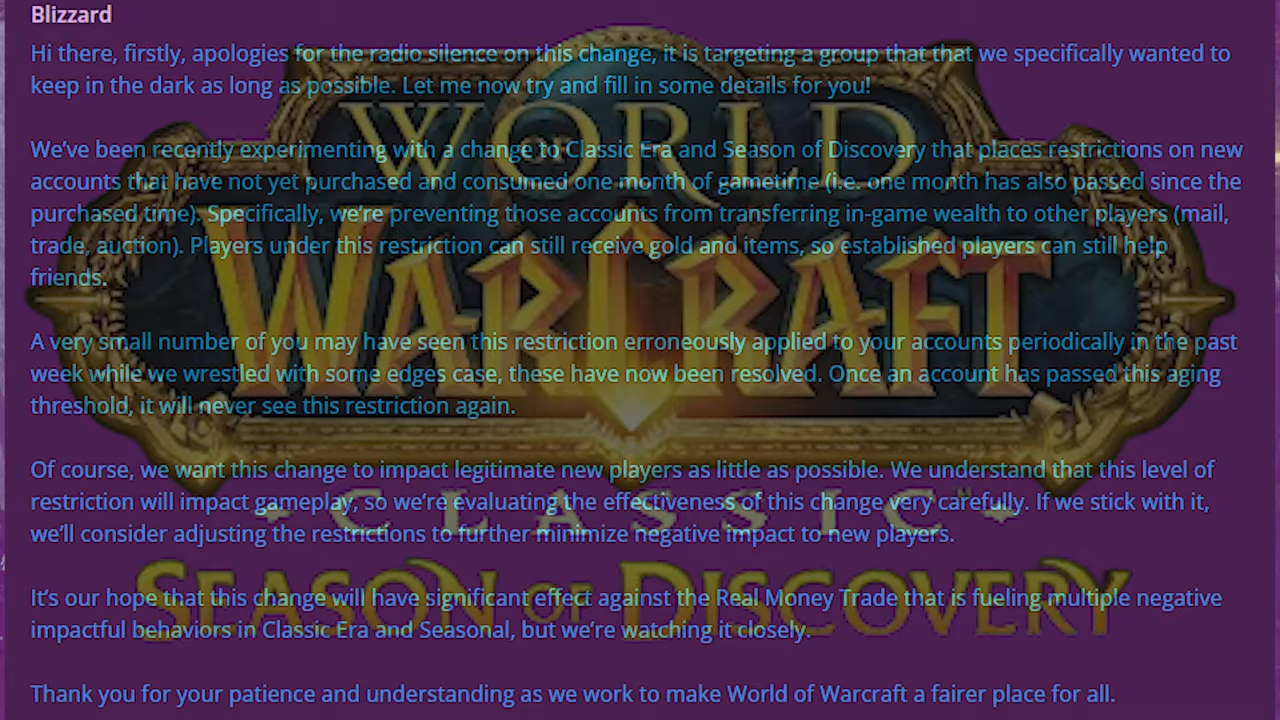 Blizzard
Hi there, firstly, apologies for the radio silence on this change, it is targeting a group that that we specifically wanted to
keep in the dark as long as possible. Let me now try and fill in some details for you!
We've been recently experimenting with a change to Classic Era and Season of Discovery that places restrictions on new
accounts that have not yet purchased and consumed one month of gametime (i.e. one month has also passed since the
purchased time). Specifically, we're preventing those accounts from transferring in-game wealth to other players (mail,
trade, auction). Players under this restriction can still receive gold and items, so established players can still help
friends.
A very small number of you may have seen this restriction erroneously applied to your accounts periodically in the past
week while we wrestled with some edges case, these have now been resolved. Once an account has passed this aging
threshold, it will never see this restriction again.
Of course, we want this change to impact legitimate new players as little as possible. We understand that this level of
restriction will impact gameplay, so we're evaluating the effectiveness of this change very carefully. If we stick with it,
we'll consider adjusting the restrictions to further minimize negative impact to new players.
It's our hope that this change will have significant effect against the Real Money Trade that is fueling multiple negative
impactful behaviors in Classic Era and Seasonal, but we're watching it closely.
Thank you for your patience and understanding as we work to make World of Warcraft a fairer place for all.
WORLD
OF
WARCRAFT
CLASSIC
SEASON OF DISCOVERY